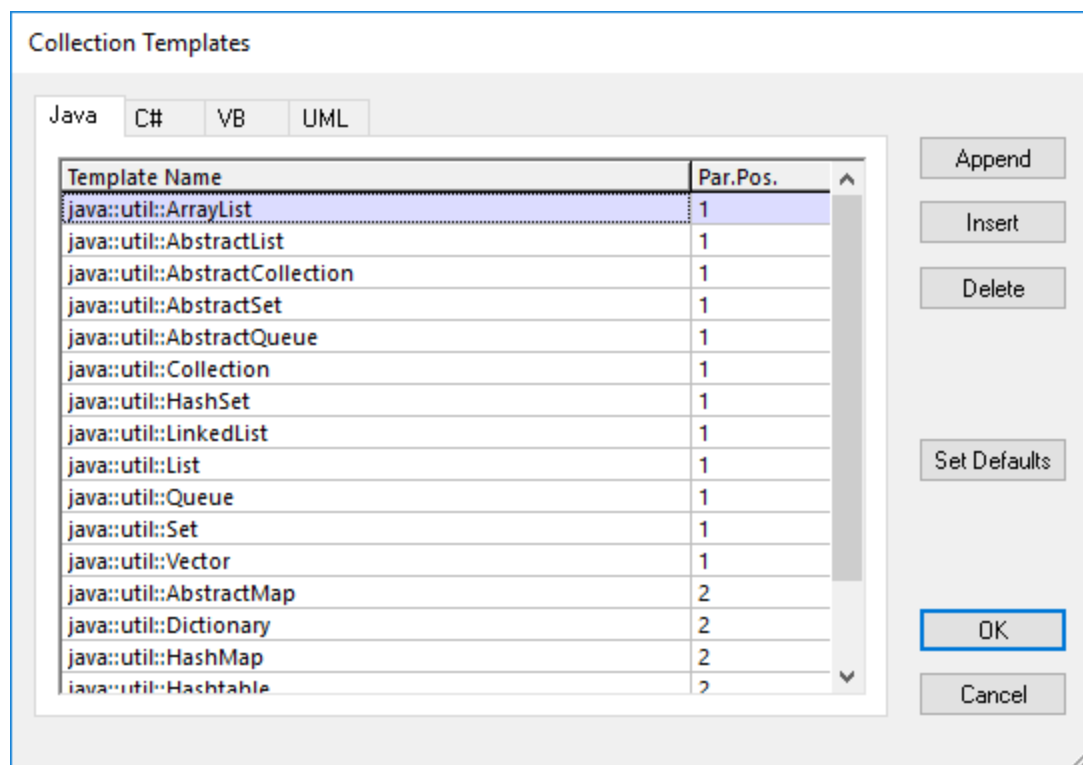 Collection Templates
Java C# VB UML
Template Name Par.Pos.
java::util::ArrayList 1
java::util::AbstractList 1
java::util::AbstractCollection 1
java::util::AbstractSet 1
java::util::AbstractQueue 1
java::util::Collection 1
java::util::HashSet 1
java::util::LinkedList 1
java::util::List 1
java::util::Queue 1
java::util::Set 1
java::util::Vector 1
java::util::AbstractMap 2
java::util::Dictionary 2
java::util::HashMap 2
java::util::Hashtable 2
Append
Insert
Delete
Set Defaults
OK
Cancel